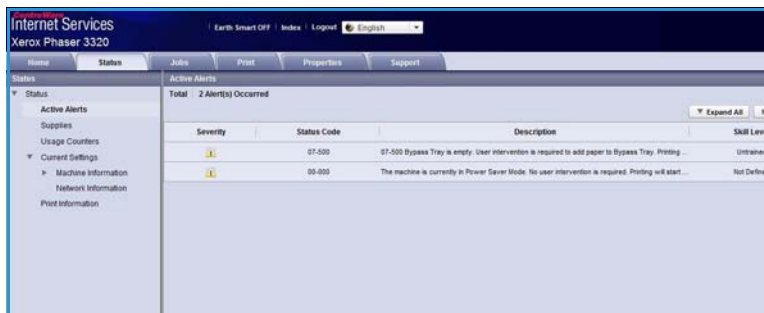 CentreWare
Internet Services
Xerox Phaser 3320
Earth Smart OFF | Index | Logout English
Home Status Jobs Print Properties Support
Status Active Alerts
Status Total 2 Alert(s) Occurred
Active Alerts
Expand All
Supplies
Severity Status Code Description Skill Lev
Usage Counters
07-500 07-500 Bypass Tray is empty. User intervention is required to add paper to Bypass Tray. Printing ... Untraine
Current Settings
Machine Information
00-000 The machine is currently in Power Saver Mode. No user intervention is required. Printing will start ... Not Define
Network Information
Print Information